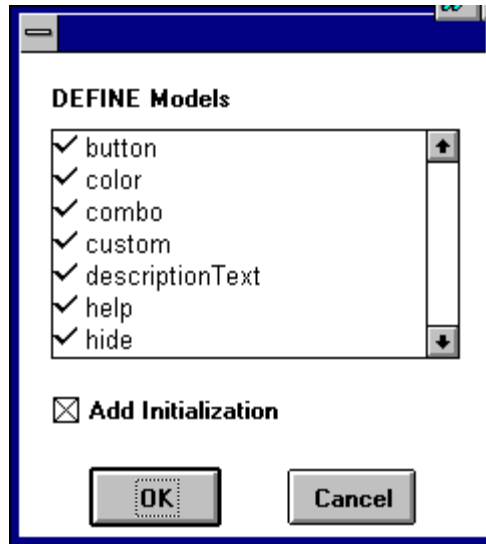 DEFINE Models
button
color
combo
custom
descriptionText
help
hide
Add Initialization
OK Cancel